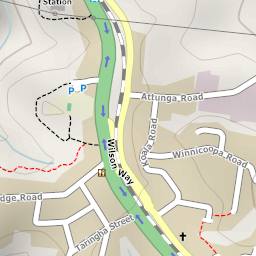 Station
P P
Attunga Road
Koala Road
Winnicoopa Road
Wilson Way
dge Road
Taringha Street